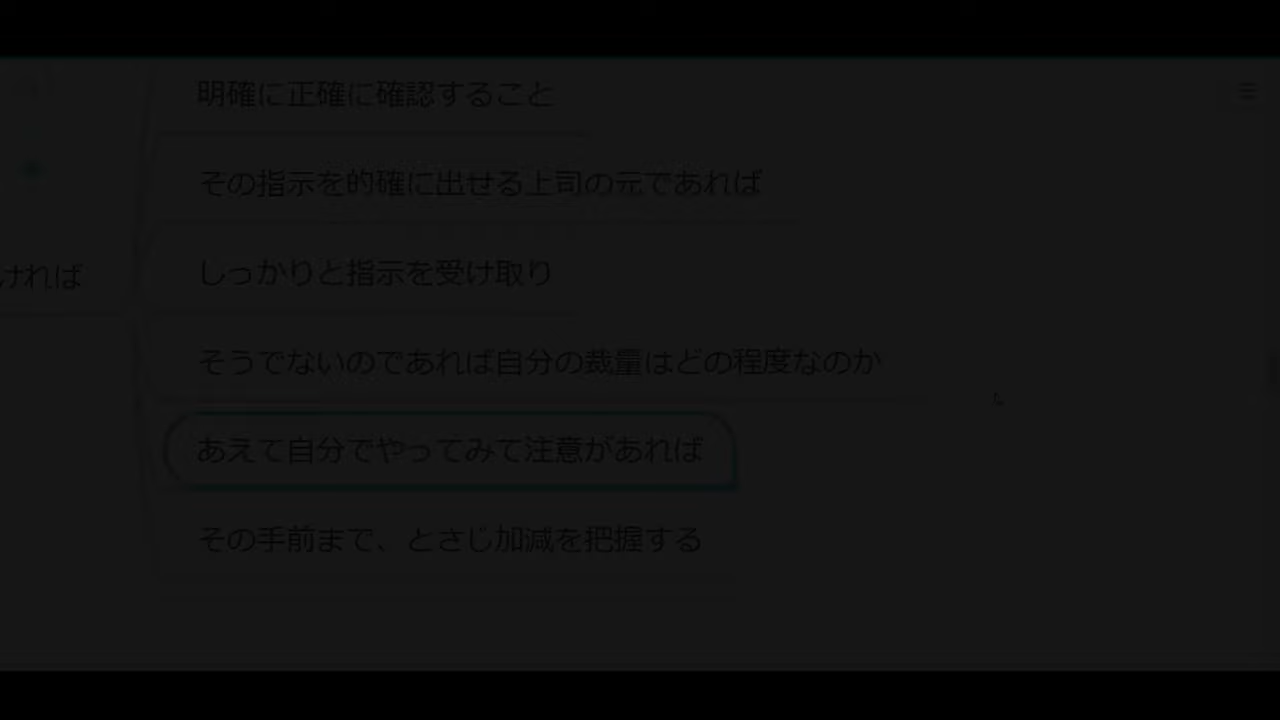 明確に正確に確認すること
その指示を的確に出せる上司の元であれば
しっかりと指示を受け取り
ければ
そうでないのであれば自分の裁量はどの程度なのか
あえて自分でやってみて注意があれば
その手前まで、とさじ加減を把握する